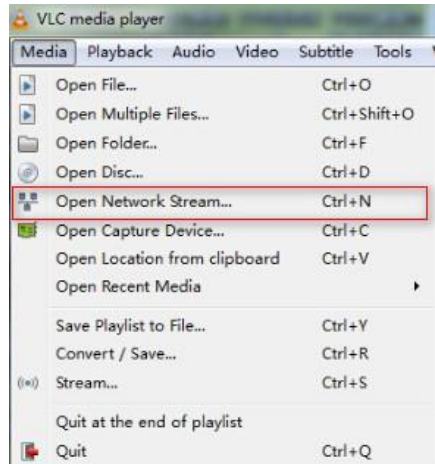 VLC media player
Media Playback Audio Video Subtitle Tools
Open File... Ctrl+O
Open Multiple Files... Ctrl+Shift+O
Open Folder... Ctrl+F
Open Disc... Ctrl+D
Open Network Stream... Ctrl+N
Open Capture Device... Ctrl+C
Open Location from clipboard Ctrl+V
Open Recent Media
Save Playlist to File... Ctrl+Y
Convert / Save... Ctrl+R
Stream... Ctrl+S
Quit at the end of playlist
Quit Ctrl+Q